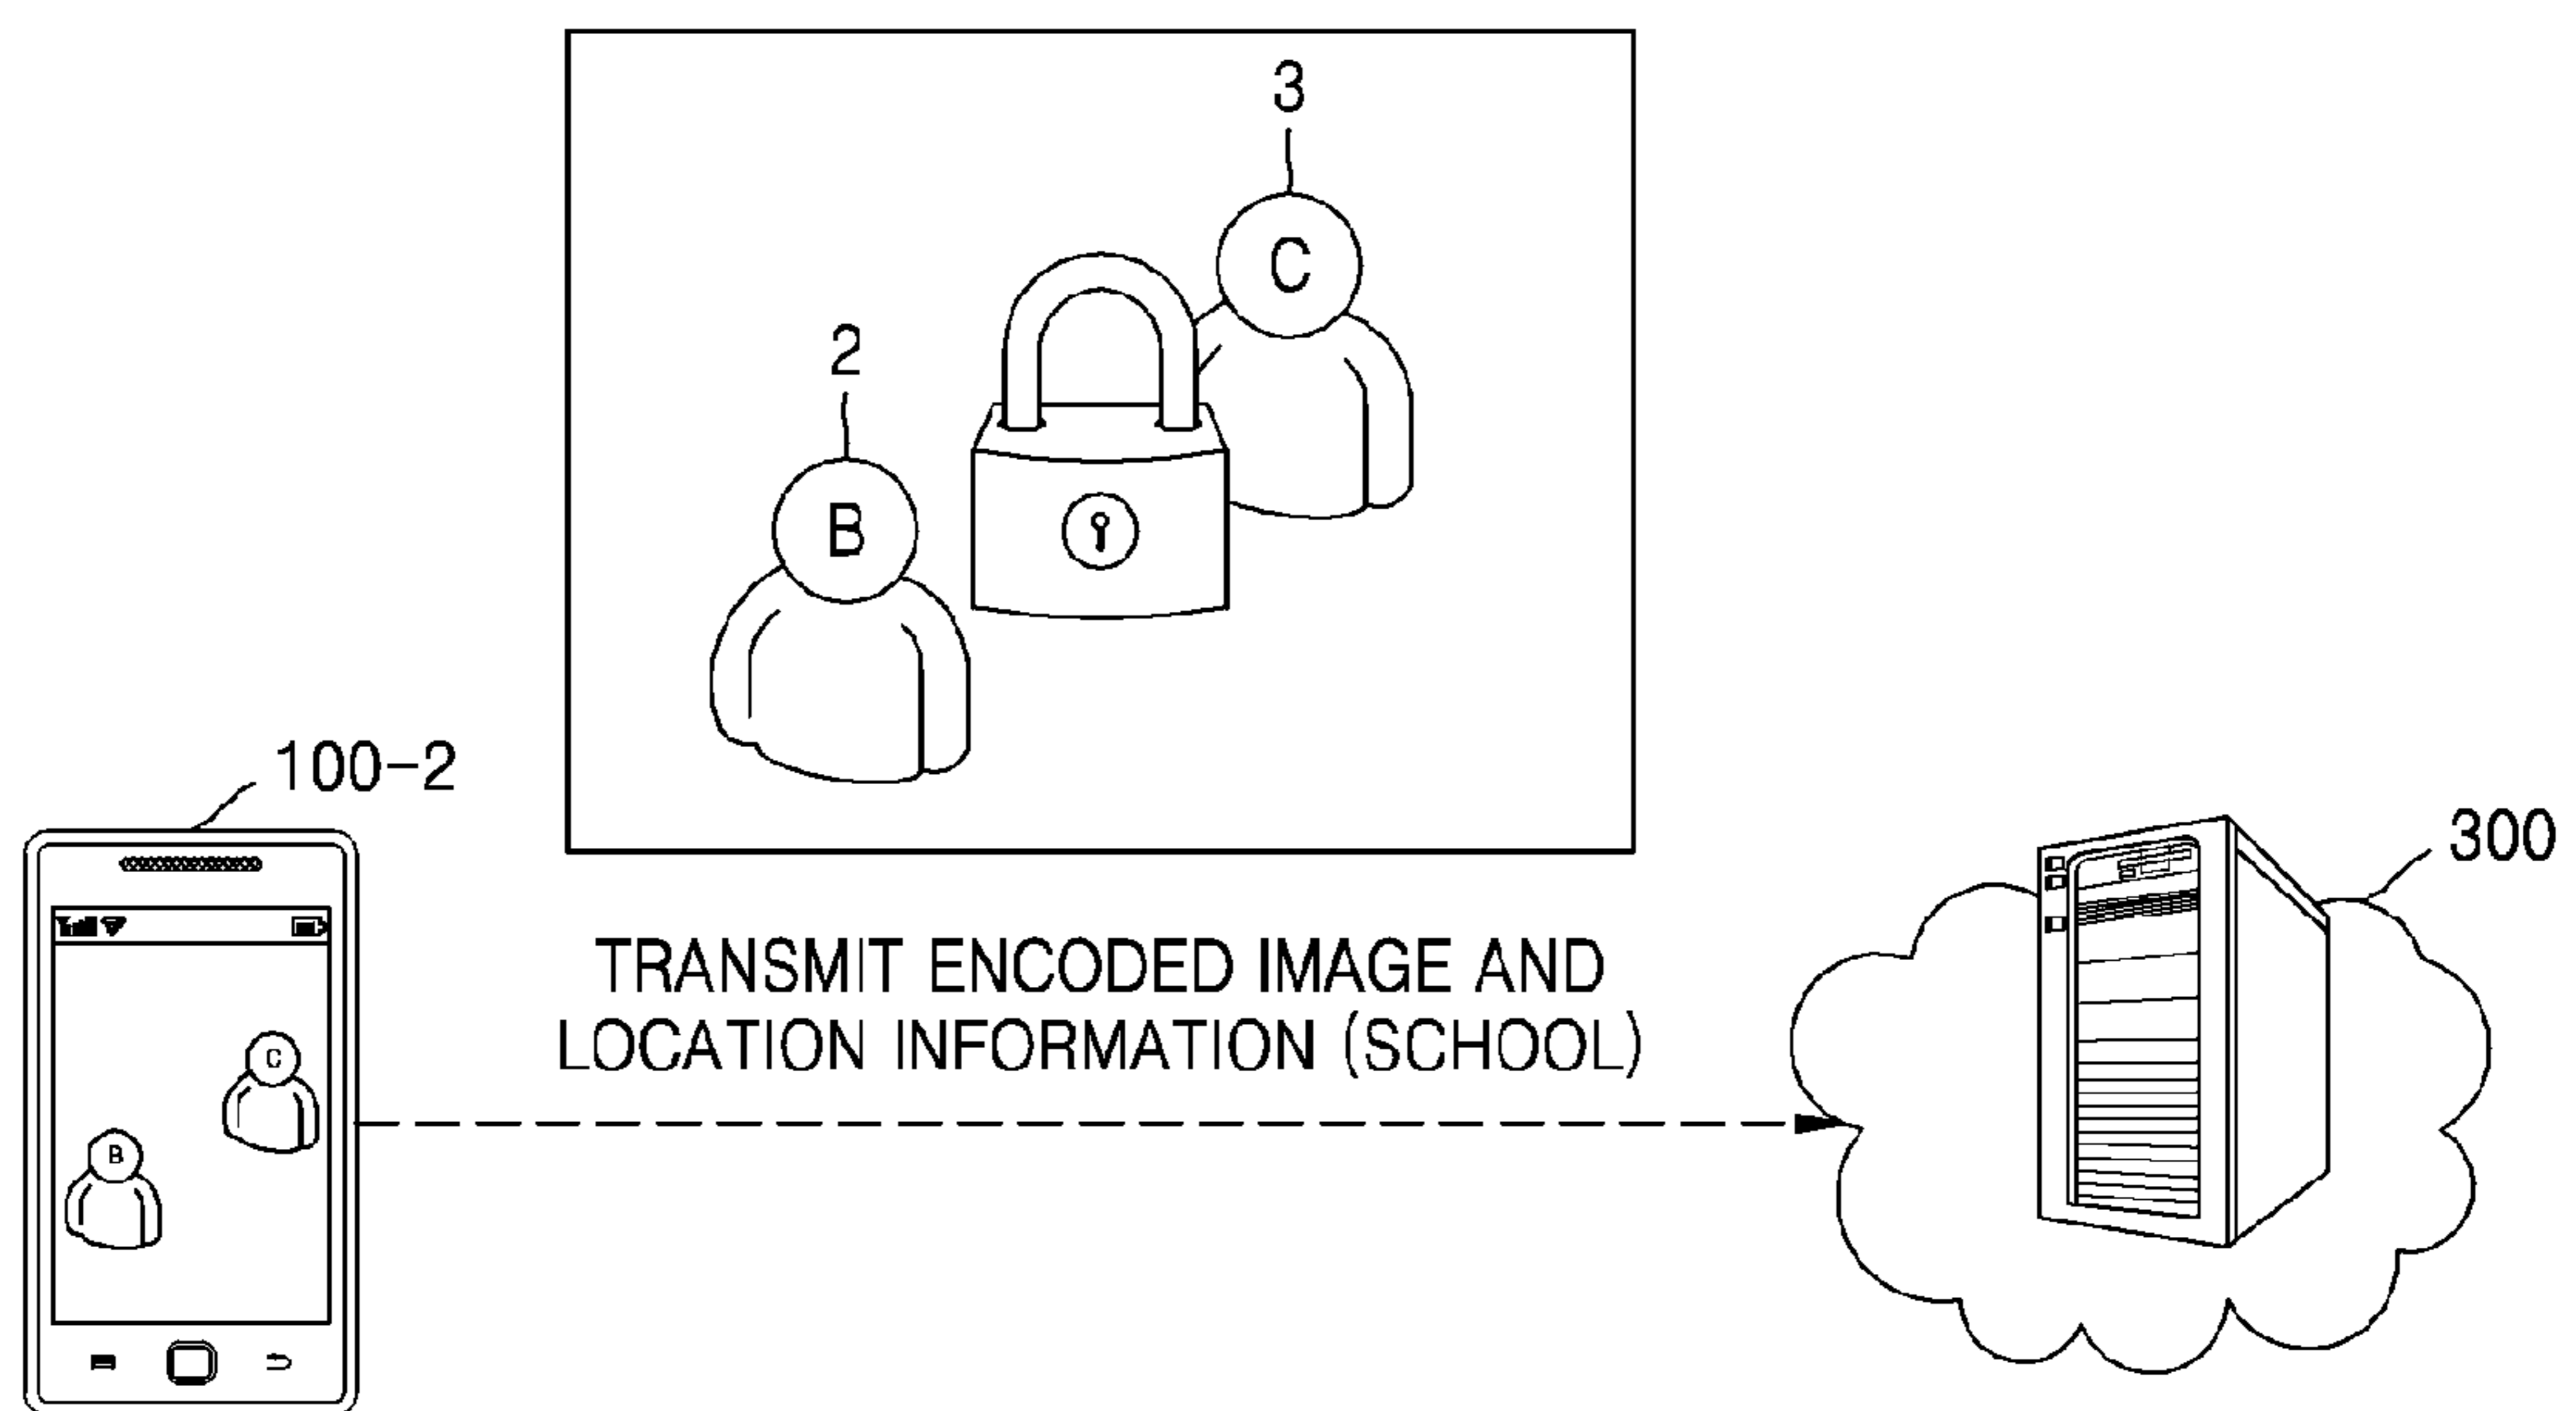 3
C
2
B
100-2
300
TRANSMIT ENCODED IMAGE AND
LOCATION INFORMATION (SCHOOL)
C
B